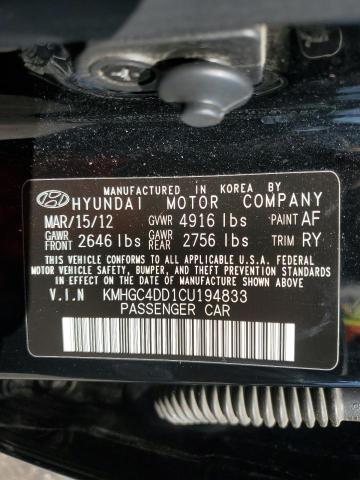 MANUFACTURED IN KOREA BY
HYUNDAI MOTOR COMPANY
MAR/15/12 GVWR 4916 lbs PAINT AF
GAWR FRONT 2646 lbs GAWR REAR 2756 lbs TRIM RY
THIS VEHICLE CONFORMS TO ALL APPLICABLE U.S.A. FEDERAL
MOTOR VEHICLE SAFETY, BUMPER, AND THEFT PREVENTION
STANDARDS IN EFFECT ON THE DATE OF MANUFACTURE SHOWN ABOVE.
V.I.N KMHGC4DD1CU194833
PASSENGER CAR